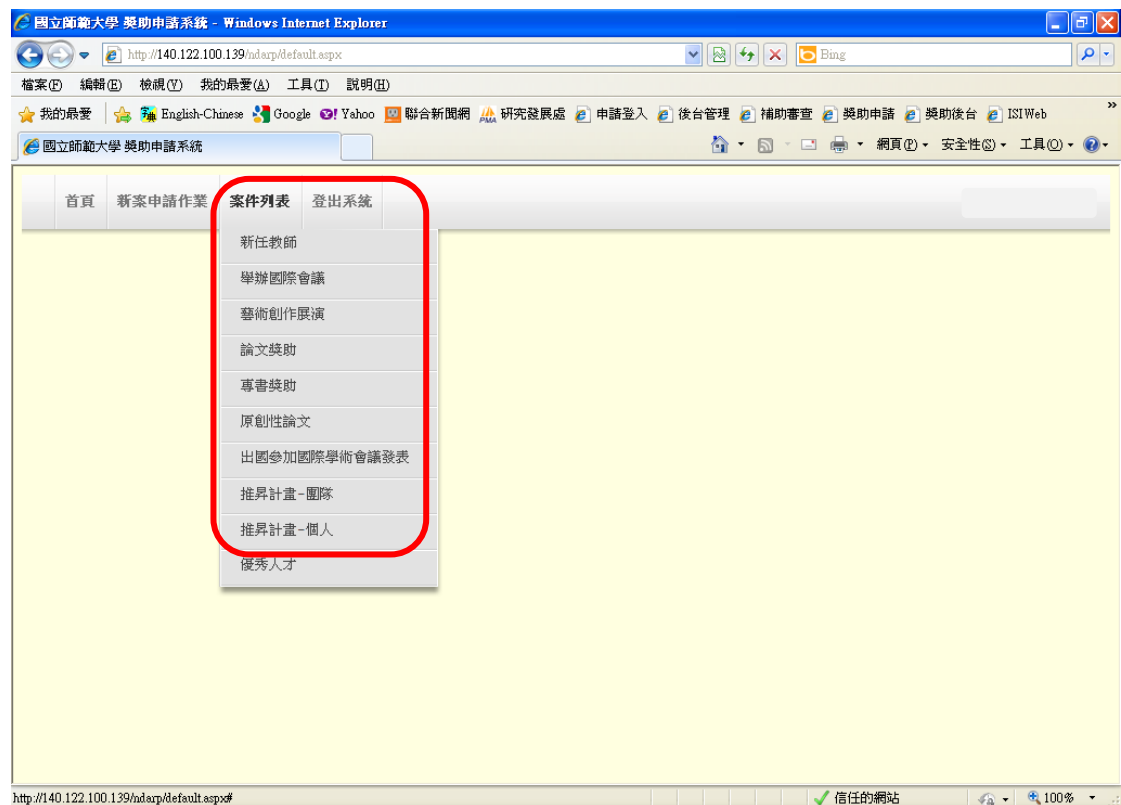 國立師範大學 獎助申請系統 - Windows Internet Explorer
http://140.122.100.139/ndarp/default.aspx
Bing
檔案(F) 編輯(E) 檢視(V) 我的最愛(A) 工具(T) 說明(H)
我的最愛 English-Chinese Google Yahoo 聯合新聞網 研究發展處 申請登入 後台管理 補助審查 獎助申請 獎助後台 ISIWeb »
國立師範大學 獎助申請系統 網頁(P) 安全性(S) 工具(O)
首頁 新案申請作業 案件列表 登出系統
新任教師
舉辦國際會議
藝術創作展演
論文獎助
專書獎助
原創性論文
出國參加國際學術會議發表
推昇計畫-團隊
推昇計畫-個人
優秀人才
http://140.122.100.139/ndarp/default.aspx# 信任的網站 100%